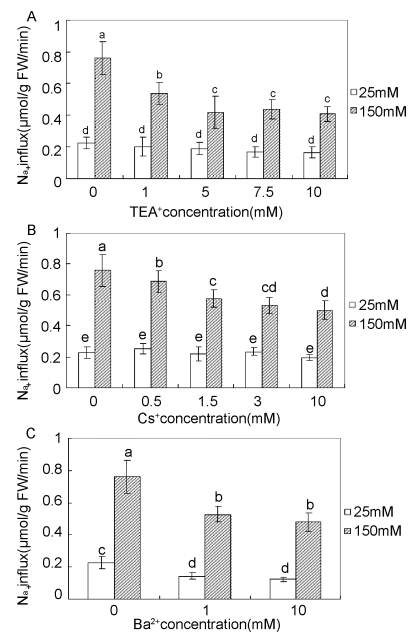 A
Na+influx(μmol/g FW/min)
1
0.8
0.6
0.4
0.2
0
a
b
c
c
c
d
d
d
d
d
25mM
150mM
0 1 5 7.5 10
TEA⁺concentration(mM)
B
Na+influx(μmol/g FW/min)
1
0.8
0.6
0.4
0.2
0
a
b
c
cd
d
e
e
e
e
e
25mM
150mM
0 0.5 1.5 3 10
Cs⁺concentration(mM)
C
Na+influx(μmol/g FW/min)
1
0.8
0.6
0.4
0.2
0
a
b
b
c
d
d
25mM
150mM
0 1 10
Ba²⁺concentration(mM)